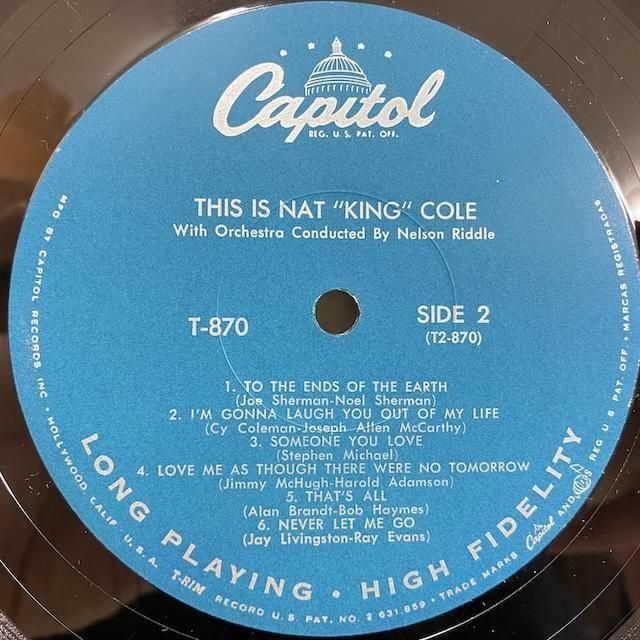 Capitol
REG. U. S. PAT. OFF.
THIS IS NAT "KING" COLE
With Orchestra Conducted By Nelson Riddle
T-870
SIDE 2
(T2-870)
1. TO THE ENDS OF THE EARTH
(Joe Sherman-Noel Sherman)
2. I'M GONNA LAUGH YOU OUT OF MY LIFE
(Cy Coleman-Joseph Allen McCarthy)
3. SOMEONE YOU LOVE
(Stephen Michael)
4. LOVE ME AS THOUGH THERE WERE NO TOMORROW
(Jimmy McHugh-Harold Adamson)
5. THAT'S ALL
(Alan Brandt-Bob Haymes)
6. NEVER LET ME GO
(Jay Livingston-Ray Evans)
LONG PLAYING • HIGH FIDELITY
MFG BY CAPITOL RECORDS, INC. • HOLLYWOOD, CALIF. U. S. A. T-RIM RECORD U. S. PAT. NO. 2 631 859 • TRADE MARKS Capitol AND REG U S PAT. OFF. • MARCAS REGISTRADAS